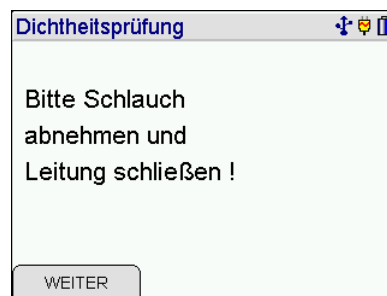 Dichtheitsprüfung
Bitte Schlauch
abnehmen und
Leitung schließen !
WEITER